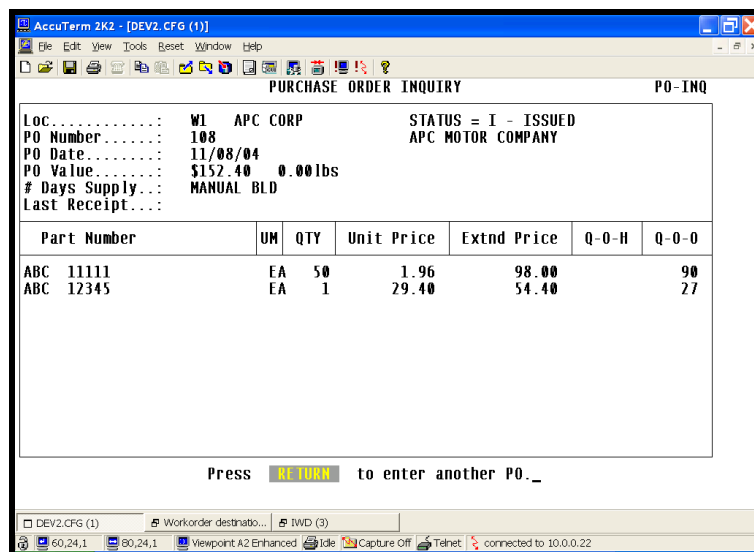 AccuTerm 2K2 - [DEV2.CFG (1)]
File Edit View Tools Reset Window Help
PURCHASE ORDER INQUIRY PO-INQ
Loc............: W1 APC CORP STATUS = I - ISSUED
PO Number......: 108 APC MOTOR COMPANY
PO Date........: 11/08/04
PO Value.......: $152.40 0.00lbs
# Days Supply..: MANUAL BLD
Last Receipt...:
Part Number UM QTY Unit Price Extnd Price Q-O-H Q-O-O
ABC 11111 EA 50 1.96 98.00 90
ABC 12345 EA 1 29.40 54.40 27
Press RETURN to enter another PO._
DEV2.CFG (1) Workorder destinatio... IWD (3)
60,24,1 80,24,1 Viewpoint A2 Enhanced Idle Capture Off Telnet connected to 10.0.0.22